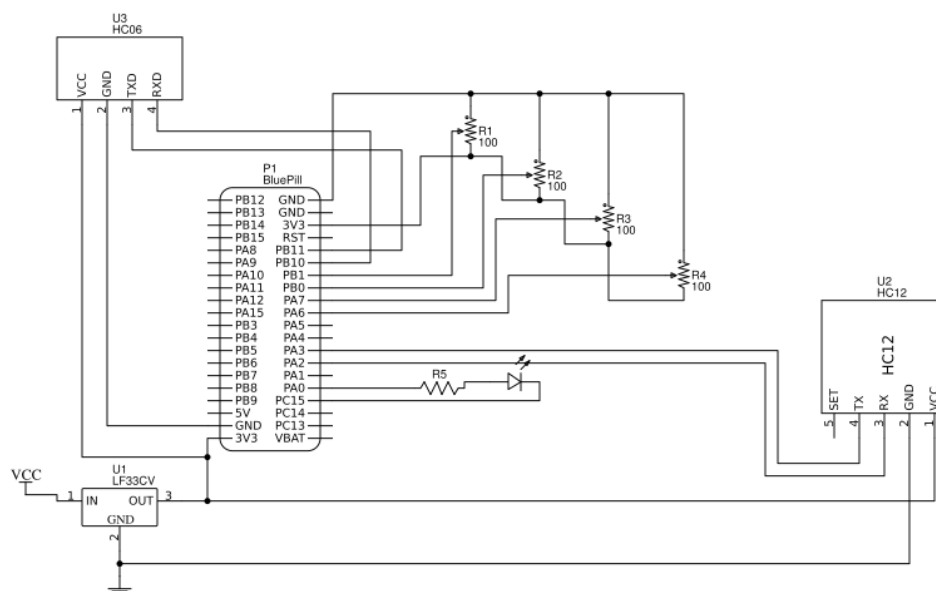 U3
HC06
VCC
GND
TXD
RXD
1
2
3
4
P1
BluePill
PB12 GND
PB13 GND
PB14 3V3
PB15 RST
PA8 PB11
PA9 PB10
PA10 PB1
PA11 PB0
PA12 PA7
PA15 PA6
PB3 PA5
PB4 PA4
PB5 PA3
PB6 PA2
PB7 PA1
PB8 PA0
PB9 PC15
5V PC14
GND PC13
3V3 VBAT
R1
100
R2
100
R3
100
R4
100
R5
U2
HC12
HC12
SET
TX
RX
GND
VCC
5
4
3
2
1
VCC
U1
LF33CV
1 IN OUT 3
GND
2